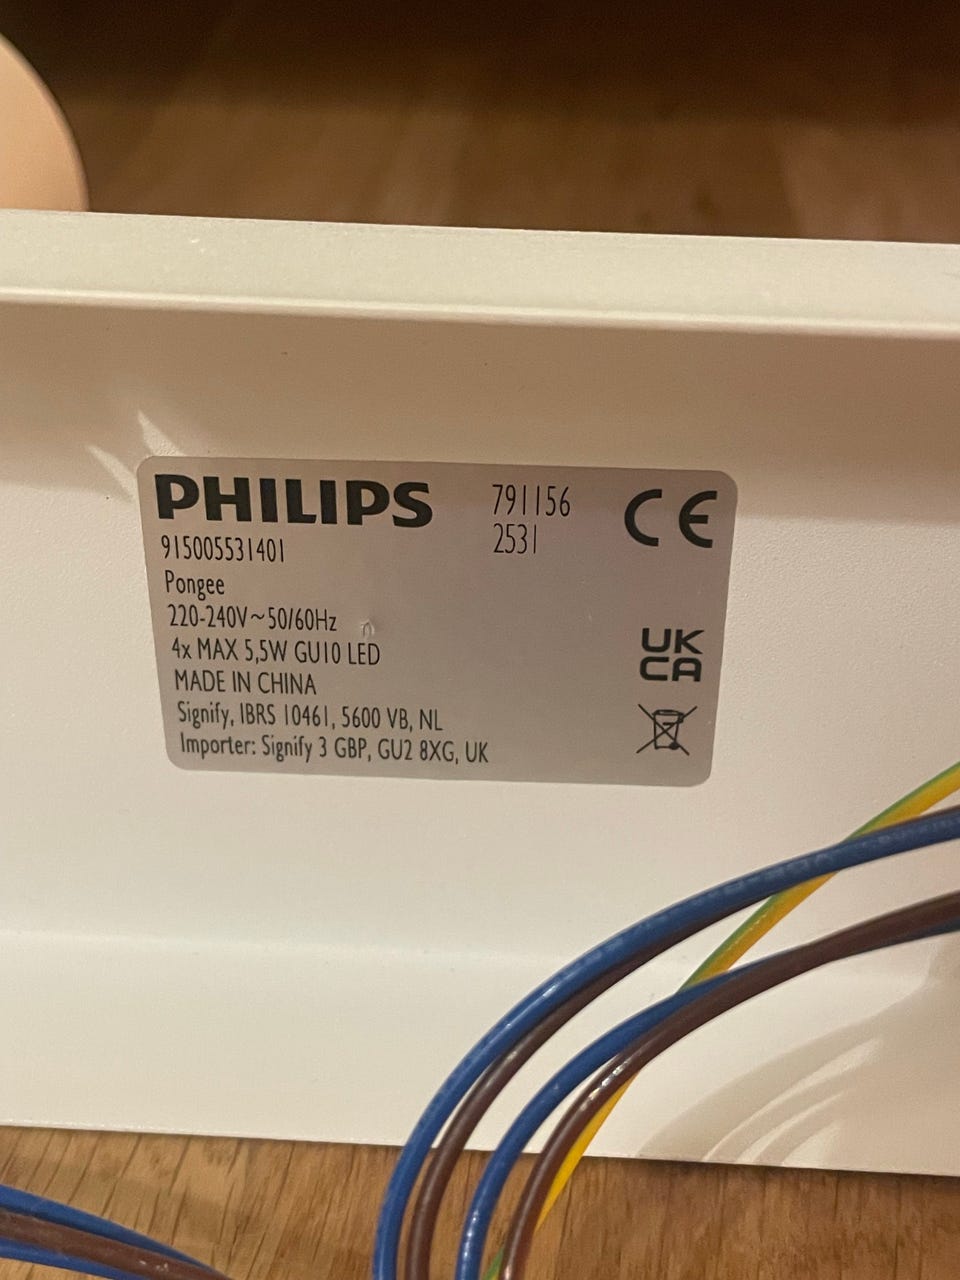 PHILIPS
915005531401
Pongee
220-240V~50/60Hz
4x MAX 5,5W GU10 LED
MADE IN CHINA
Signify, IBRS 10461, 5600 VB, NL
Importer: Signify 3 GBP, GU2 8XG, UK
791156
2531
CE
UK
CA